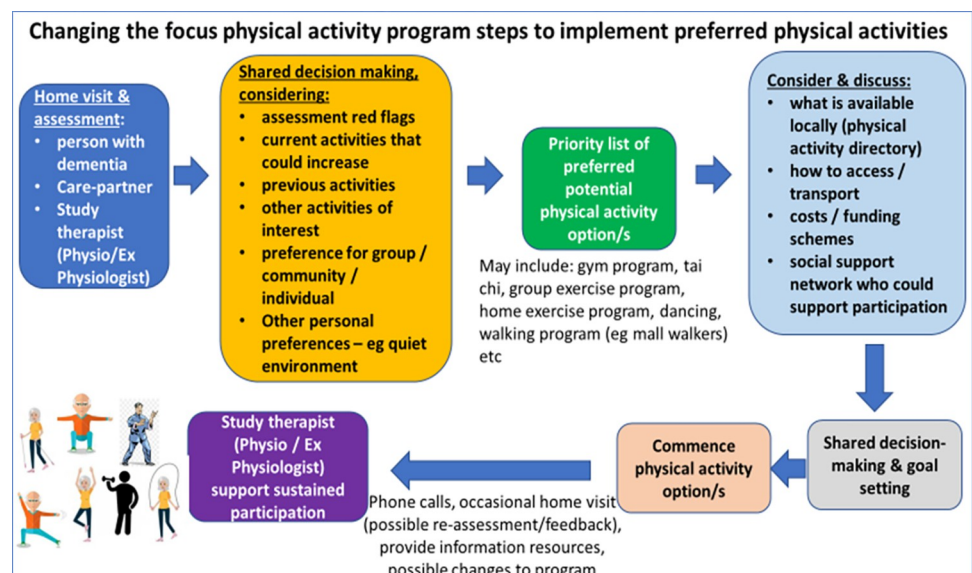 Changing the focus physical activity program steps to implement preferred physical activities
Home visit &
assessment:
• person with
dementia
• Care-partner
• Study
therapist
(Physio/Ex
Physiologist)
Shared decision making,
considering:
• assessment red flags
• current activities that
could increase
• previous activities
• other activities of
interest
• preference for group /
community /
individual
• Other personal
preferences – eg quiet
environment
Priority list of
preferred
potential
physical activity
option/s
May include: gym program, tai
chi, group exercise program,
home exercise program, dancing,
walking program (eg mall walkers)
etc
Consider & discuss:
• what is available
locally (physical
activity directory)
• how to access /
transport
• costs / funding
schemes
• social support
network who could
support participation
Shared decision-
making & goal
setting
Commence
physical activity
option/s
Phone calls, occasional home visit
(possible re-assessment/feedback),
provide information resources,
possible changes to program
Study therapist
(Physio / Ex
Physiologist)
support sustained
participation